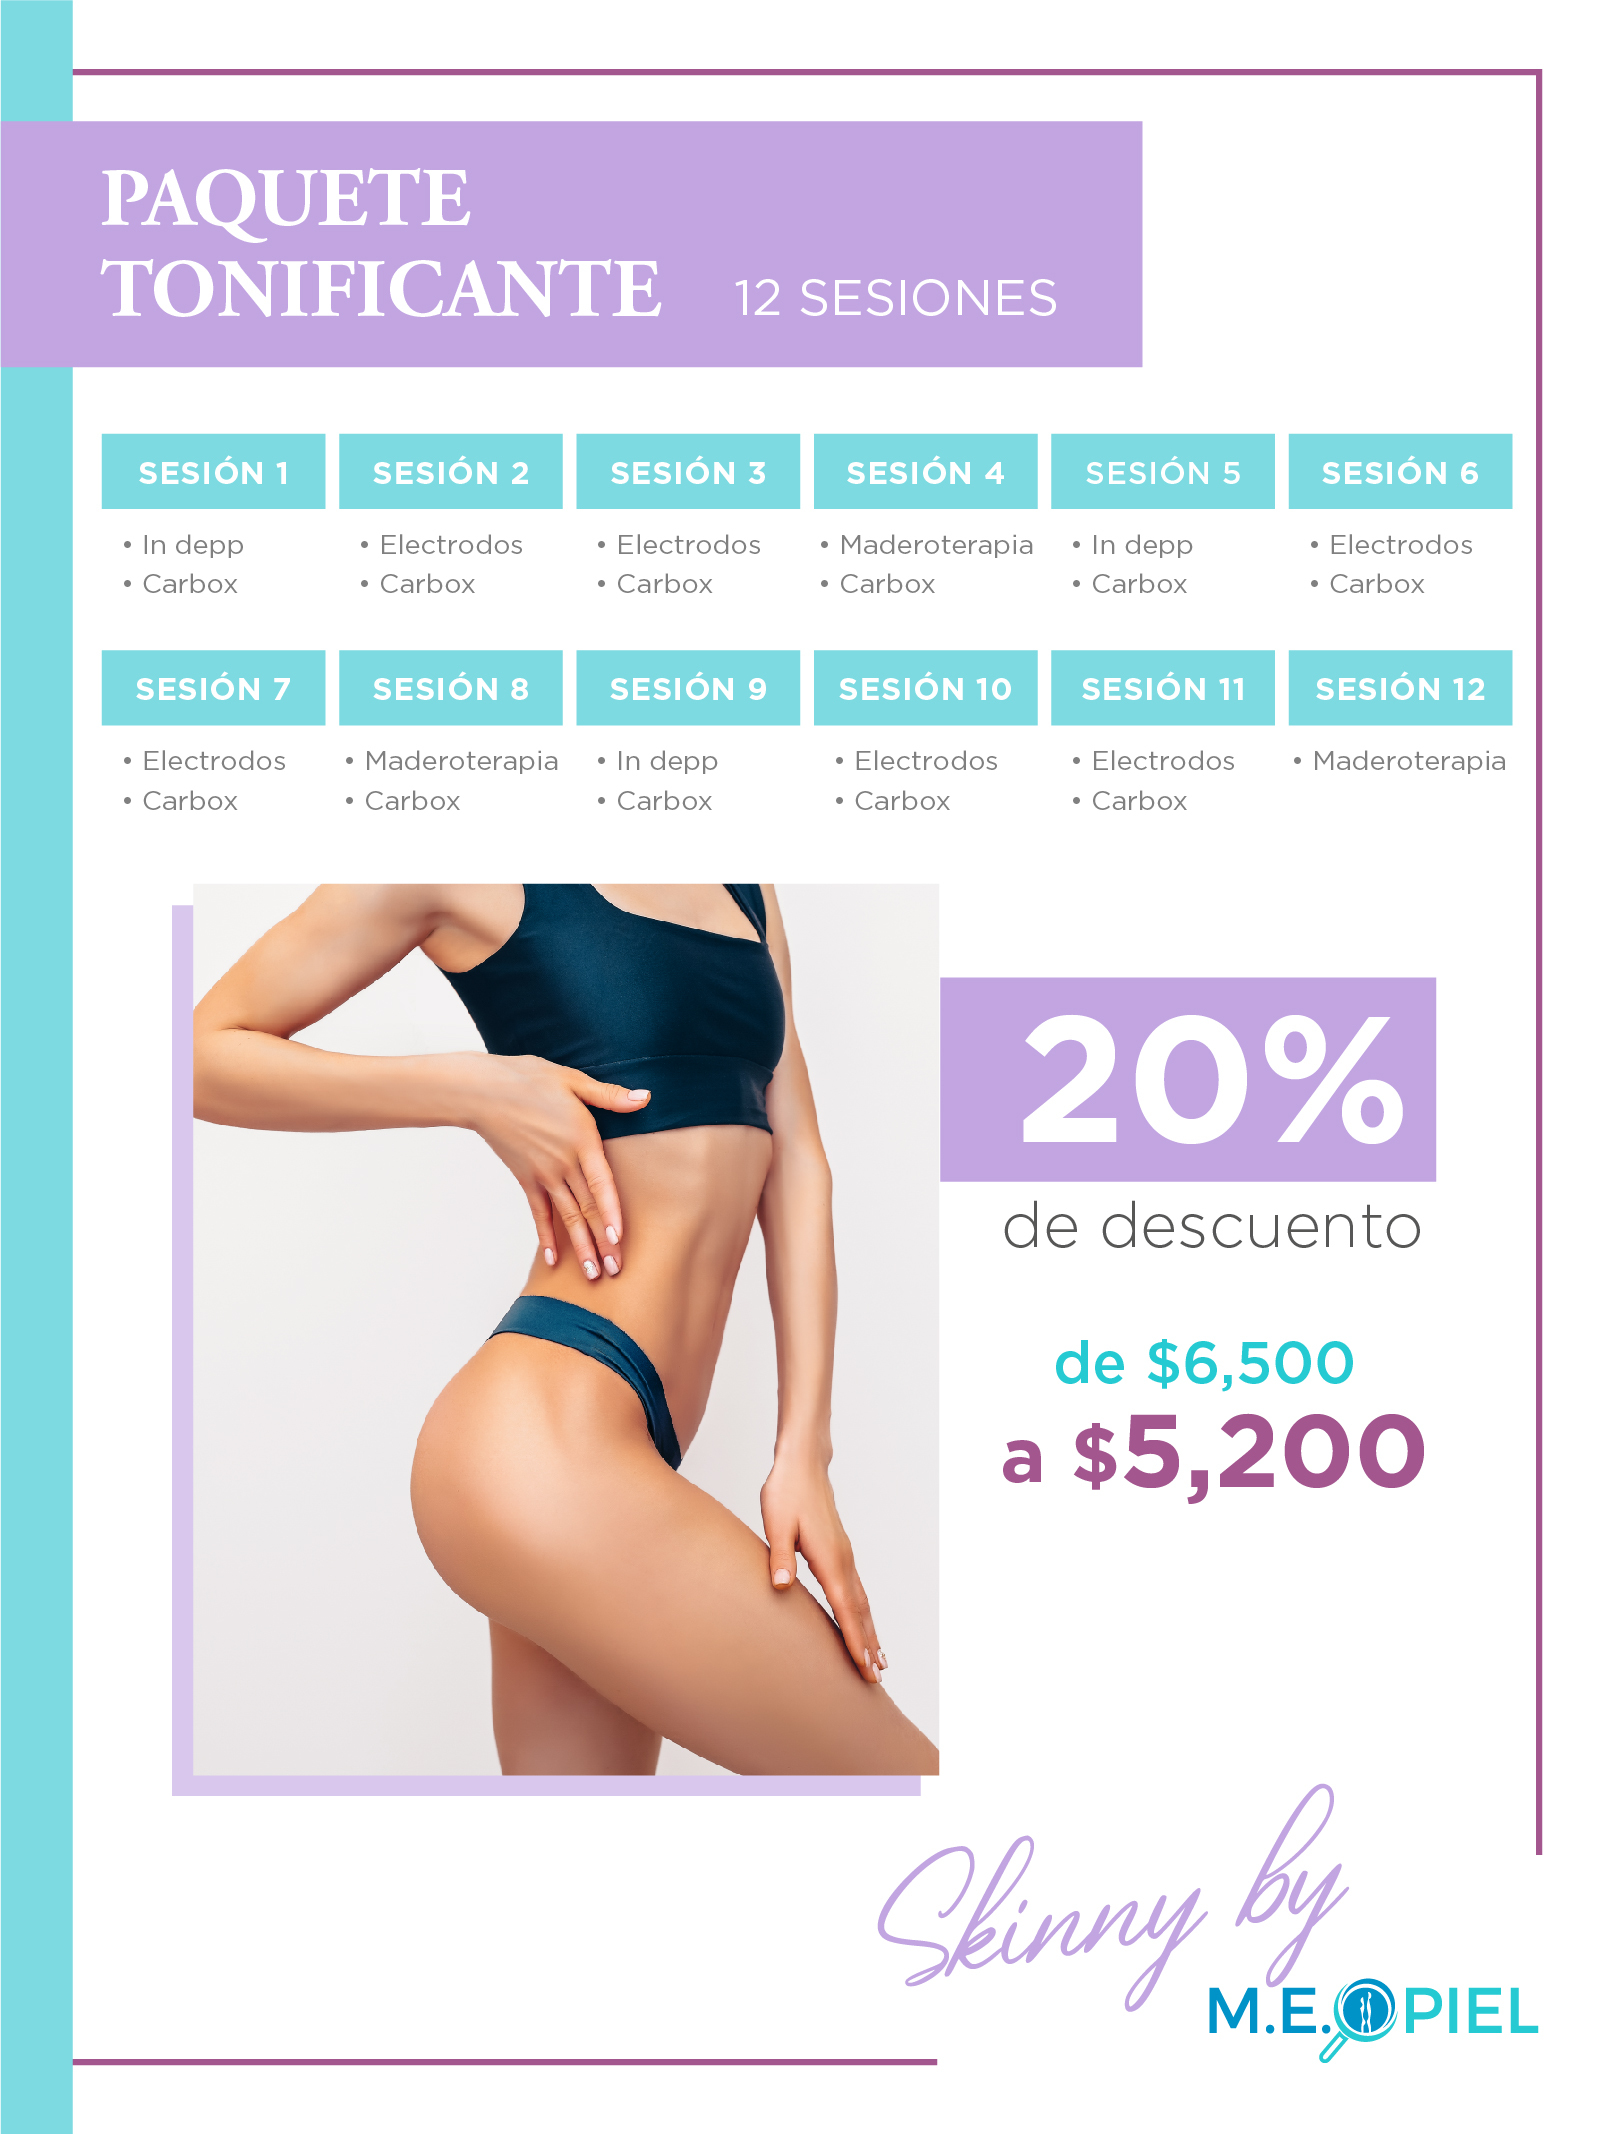 PAQUETE
TONIFICANTE 12 SESIONES
SESIÓN 1 SESIÓN 2 SESIÓN 3 SESIÓN 4 SESIÓN 5 SESIÓN 6
• In depp • Electrodos • Electrodos • Maderoterapia • In depp • Electrodos
• Carbox • Carbox • Carbox • Carbox • Carbox • Carbox
SESIÓN 7 SESIÓN 8 SESIÓN 9 SESIÓN 10 SESIÓN 11 SESIÓN 12
• Electrodos • Maderoterapia • In depp • Electrodos • Electrodos • Maderoterapia
• Carbox • Carbox • Carbox • Carbox • Carbox
20%
de descuento
de $6,500
a $5,200
Skinny by
M.E. PIEL